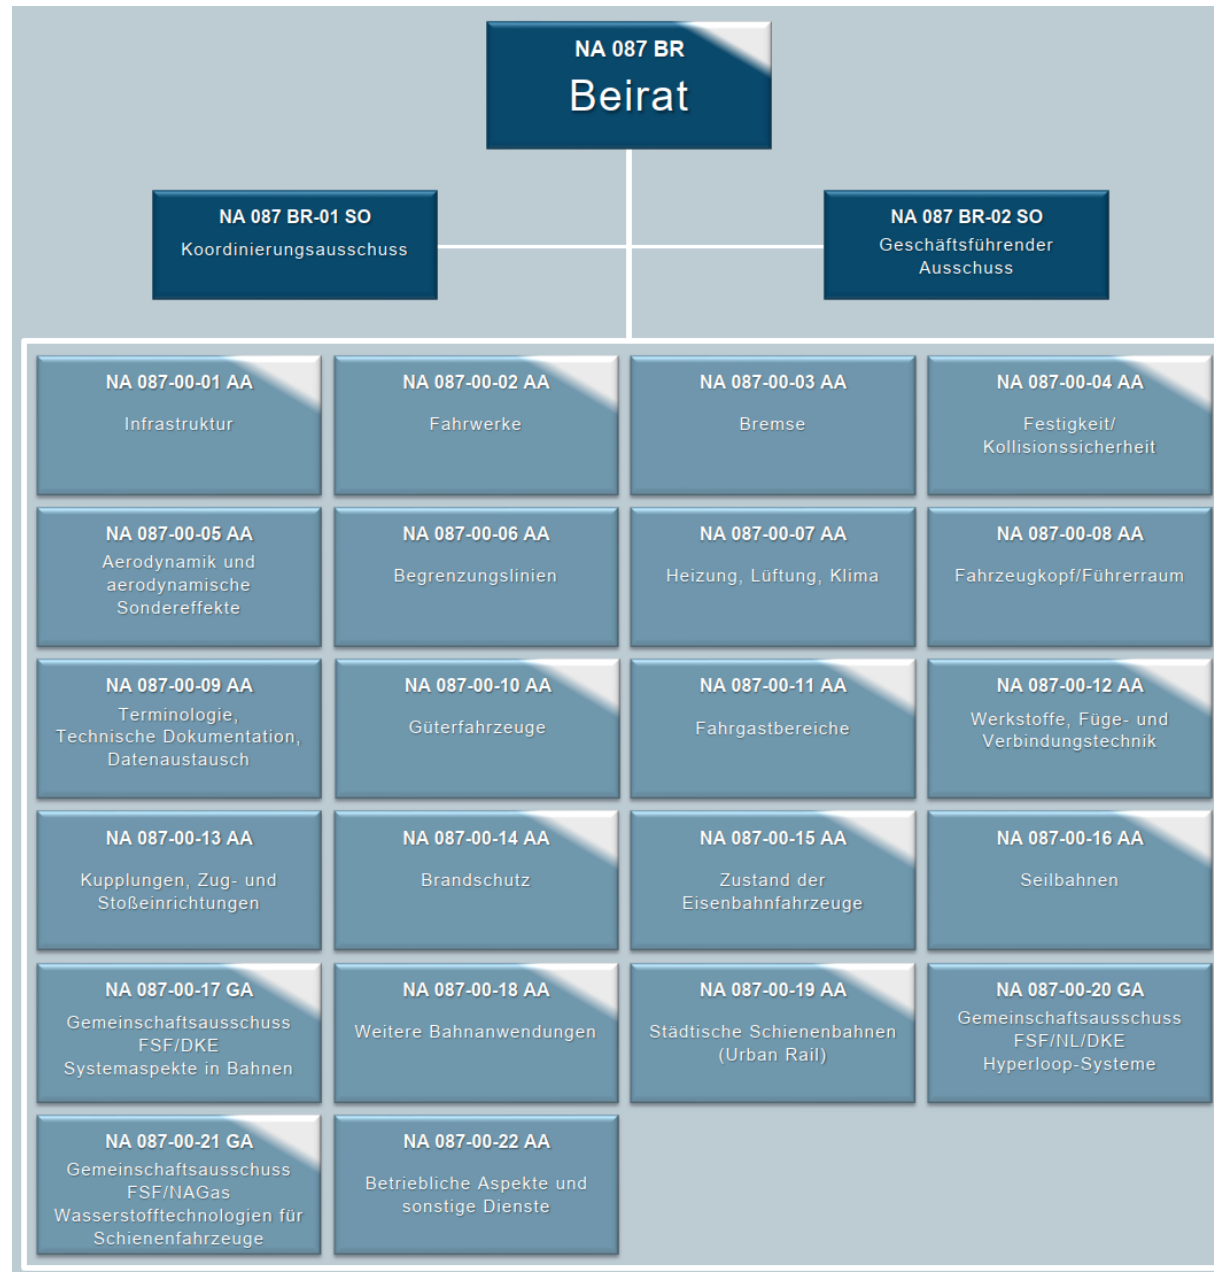 NA 087 BR
Beirat
NA 087 BR-01 SO
Koordinierungsausschuss
NA 087 BR-02 SO
Geschäftsführender
Ausschuss
NA 087-00-01 AA
Infrastruktur
NA 087-00-02 AA
Fahrwerke
NA 087-00-03 AA
Bremse
NA 087-00-04 AA
Festigkeit/
Kollisionssicherheit
NA 087-00-05 AA
Aerodynamik und
aerodynamische
Sondereffekte
NA 087-00-06 AA
Begrenzungslinien
NA 087-00-07 AA
Heizung, Lüftung, Klima
NA 087-00-08 AA
Fahrzeugkopf/Führerraum
NA 087-00-09 AA
Terminologie,
Technische Dokumentation,
Datenaustausch
NA 087-00-10 AA
Güterfahrzeuge
NA 087-00-11 AA
Fahrgastbereiche
NA 087-00-12 AA
Werkstoffe, Füge- und
Verbindungstechnik
NA 087-00-13 AA
Kupplungen, Zug- und
Stoßeinrichtungen
NA 087-00-14 AA
Brandschutz
NA 087-00-15 AA
Zustand der
Eisenbahnfahrzeuge
NA 087-00-16 AA
Seilbahnen
NA 087-00-17 GA
Gemeinschaftsausschuss
FSF/DKE
Systemaspekte in Bahnen
NA 087-00-18 AA
Weitere Bahnanwendungen
NA 087-00-19 AA
Städtische Schienenbahnen
(Urban Rail)
NA 087-00-20 GA
Gemeinschaftsausschuss
FSF/NL/DKE
Hyperloop-Systeme
NA 087-00-21 GA
Gemeinschaftsausschuss
FSF/NAGas
Wasserstofftechnologien für
Schienenfahrzeuge
NA 087-00-22 AA
Betriebliche Aspekte und
sonstige Dienste